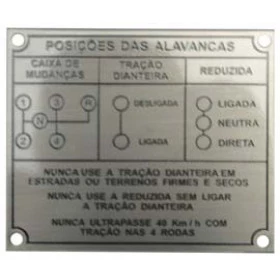 POSIÇÕES DAS ALAVANCAS
CAIXA DE MUDANÇAS
TRAÇÃO DIANTEIRA
REDUZIDA
1 3 R
N
2 4
DESLIGADA
LIGADA
LIGADA
NEUTRA
DIRETA
NUNCA USE A TRAÇÃO DIANTEIRA EM
ESTRADAS OU TERRENOS FIRMES E SECOS
NUNCA USE A REDUZIDA SEM LIGAR
A TRAÇÃO DIANTEIRA
NUNCA ULTRAPASSE 40 Km/h COM
TRAÇÃO NAS 4 RODAS